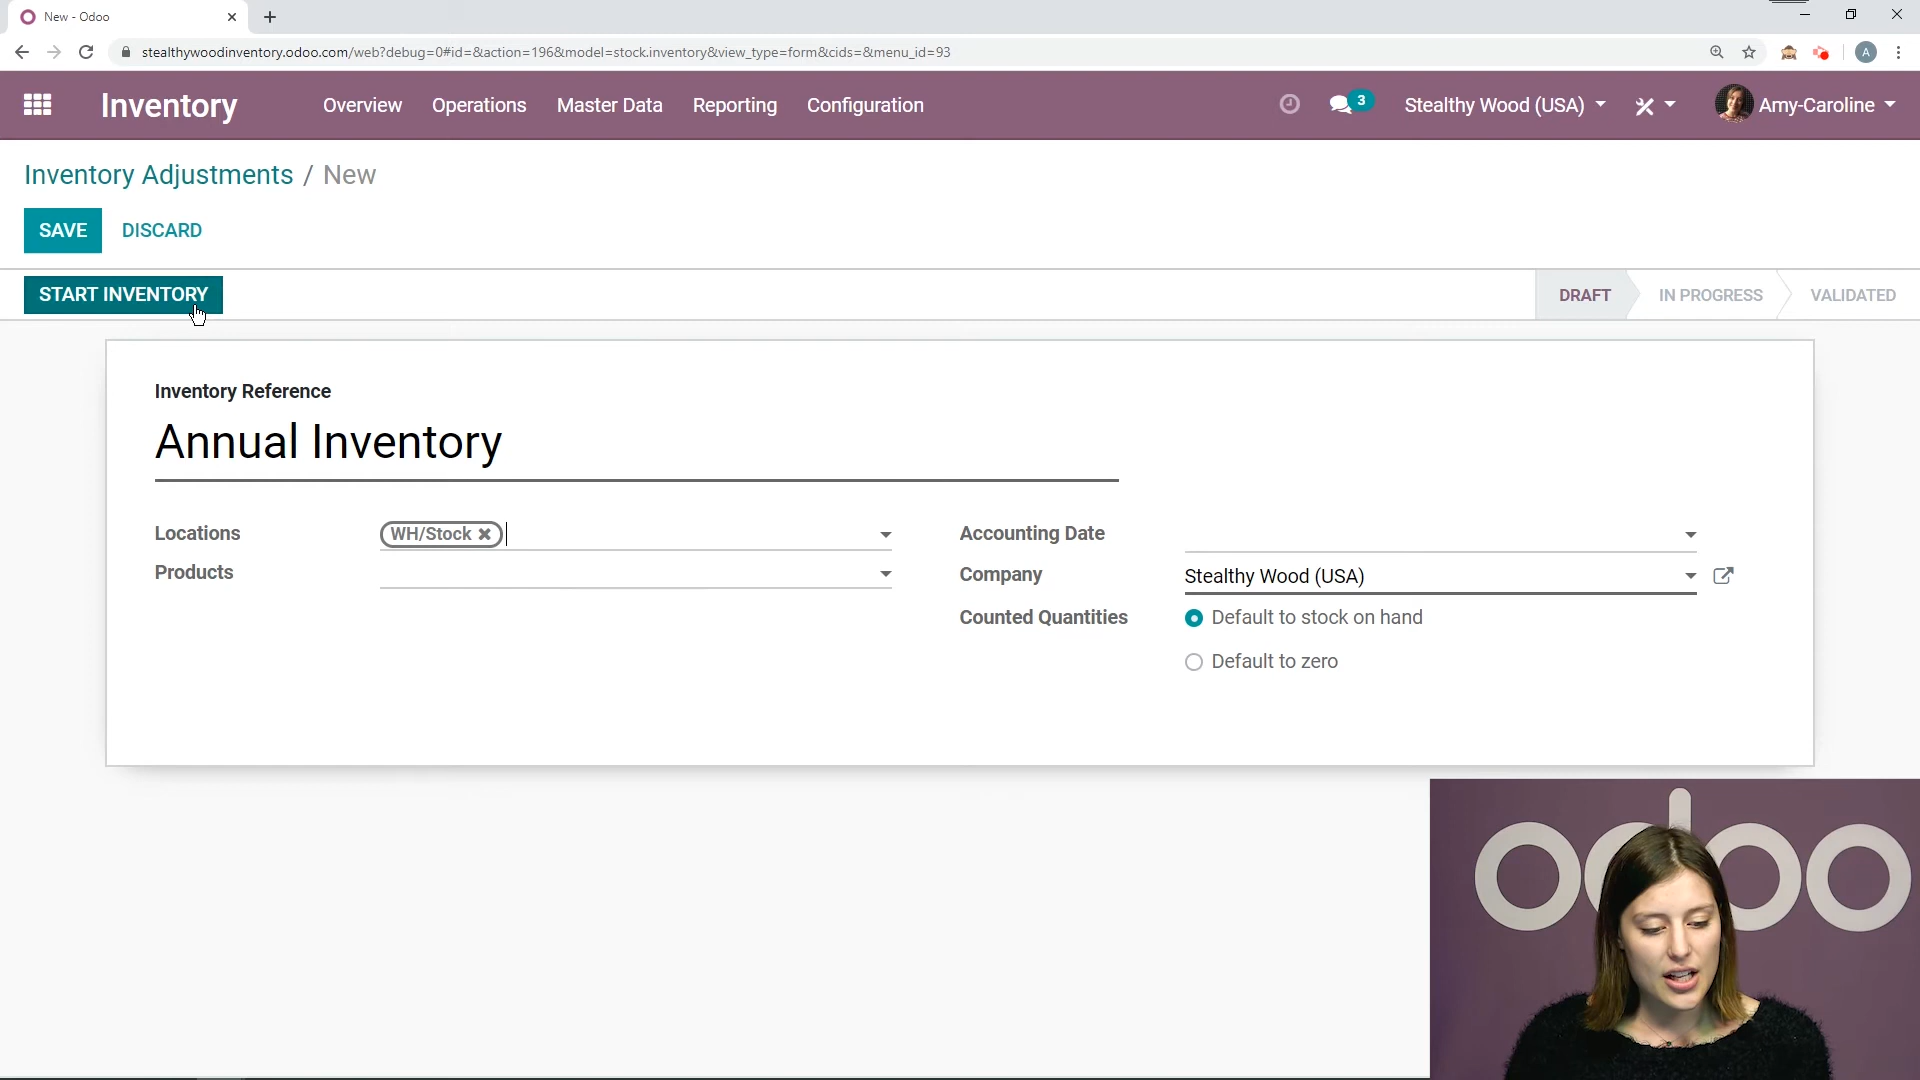 New - Odoo
stealthywoodinventory.odoo.com/web?debug=0#id=&action=196&model=stock.inventory&view_type=form&cids=&menu_id=93
A
Inventory
Overview
Operations
Master Data
Reporting
Configuration
3
Stealthy Wood (USA)
Amy-Caroline
Inventory Adjustments / New
SAVE
DISCARD
START INVENTORY
DRAFT
IN PROGRESS
VALIDATED
Inventory Reference
Annual Inventory
Locations
WH/Stock
Products
Accounting Date
Company
Stealthy Wood (USA)
Counted Quantities
Default to stock on hand
Default to zero
odoo